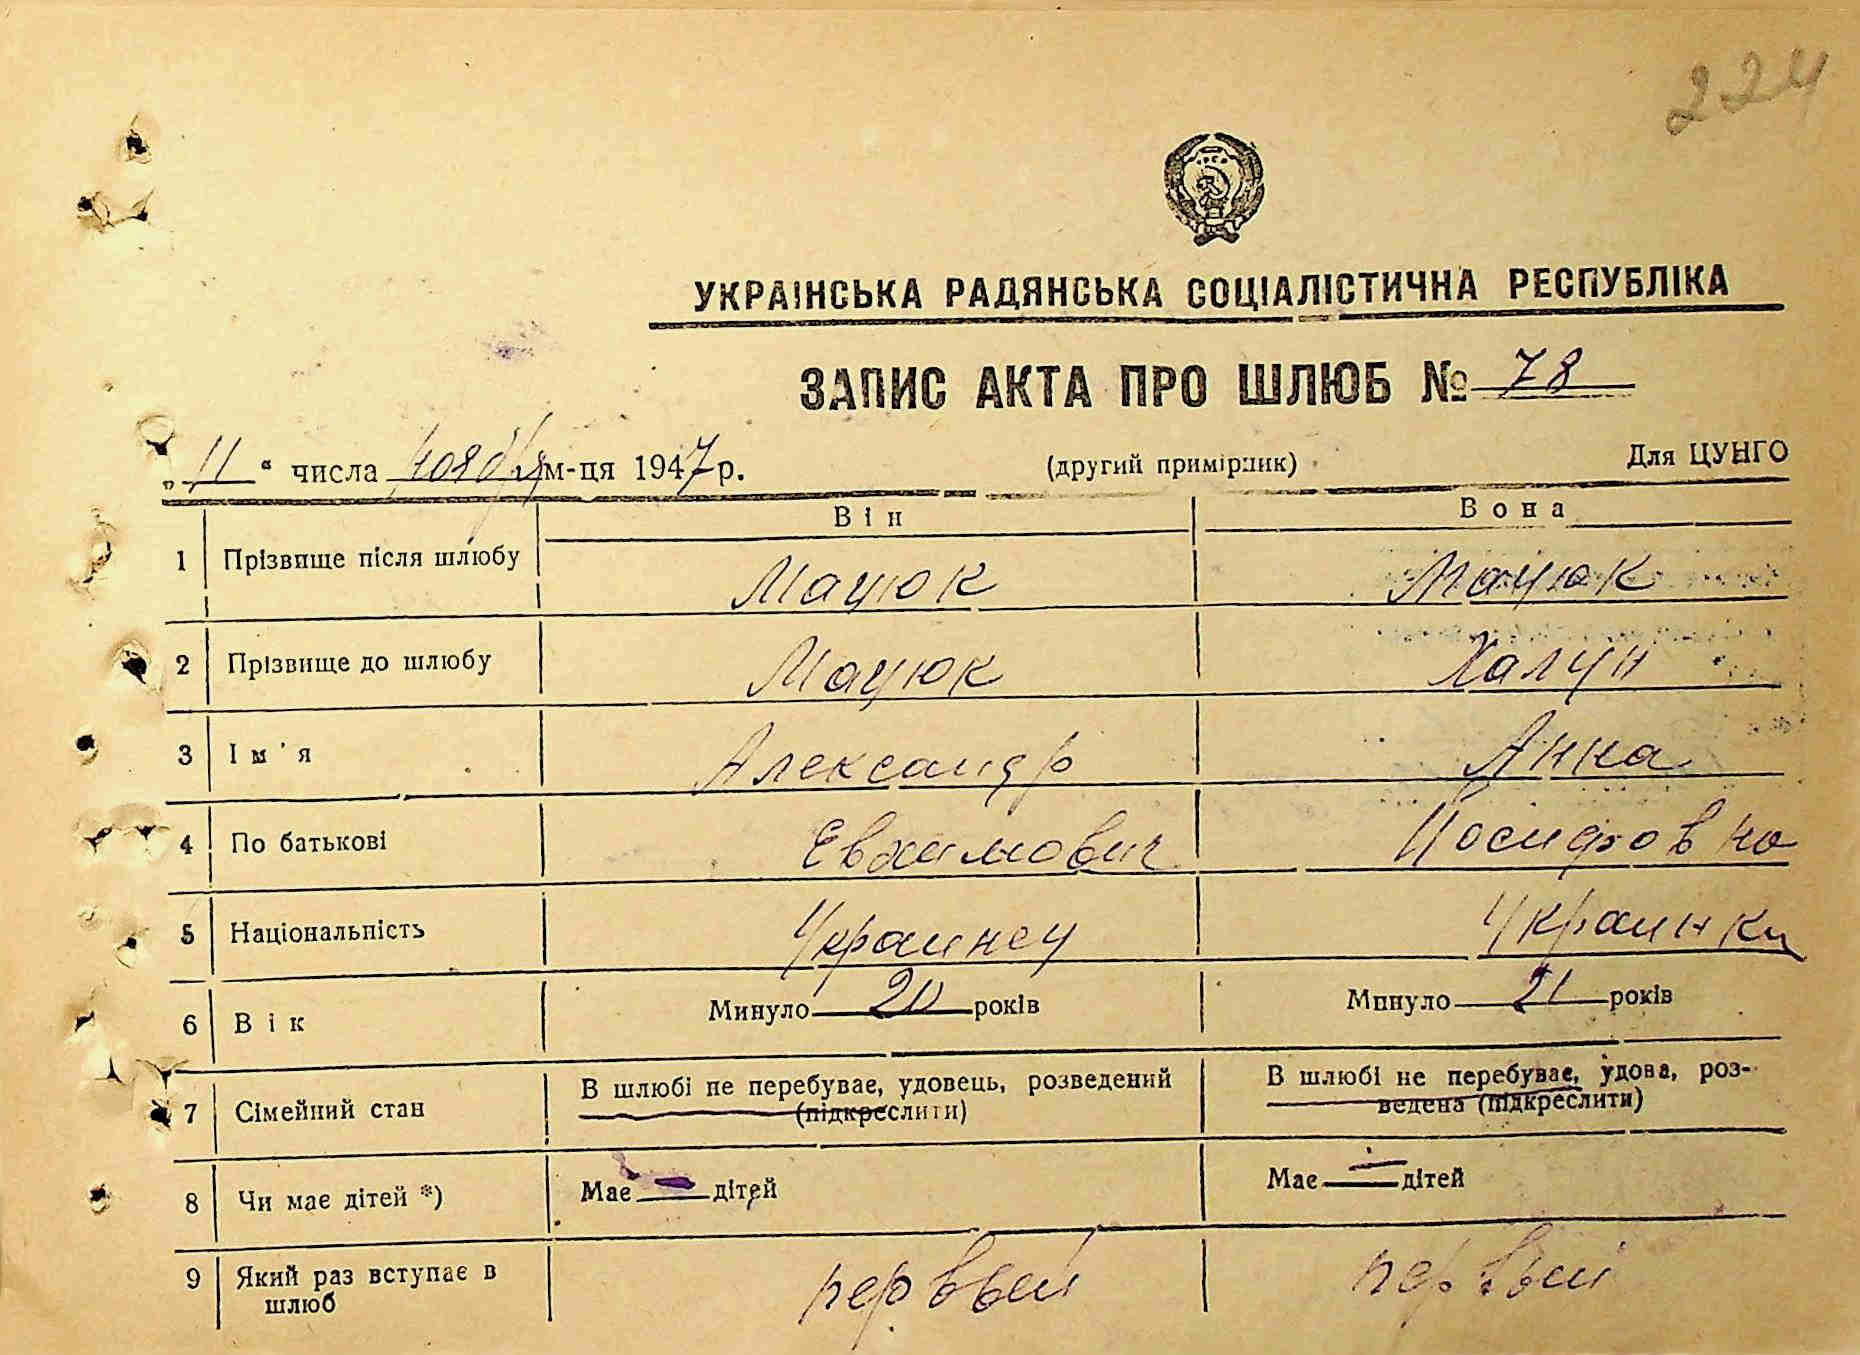 224
УКРАІНСЬКА РАДЯНСЬКА СОЦІАЛІСТИЧНА РЕСПУБЛІКА
ЗАПИС АКТА ПРО ШЛЮБ № 78
„11“ числа ноября м-ця 1947 р. (другий примірник) Для ЦУНГО
Він Вона
1 Прізвище після шлюбу Мацюк Мацюк
2 Прізвище до шлюбу Мацюк Халун
3 Ім'я Александр Анна
4 По батькові Евхимович Иосифовна
5 Національність Украинец Украинка
6 Вік Минуло 20 років Минуло 21 років
7 Сімейний стан В шлюбі не перебуває, удовець, розведений (підкреслити) В шлюбі не перебуває, удова, роз-ведена (підкреслити)
8 Чи має дітей *) Має — дітей Має — дітей
9 Який раз вступає в шлюб первый первый